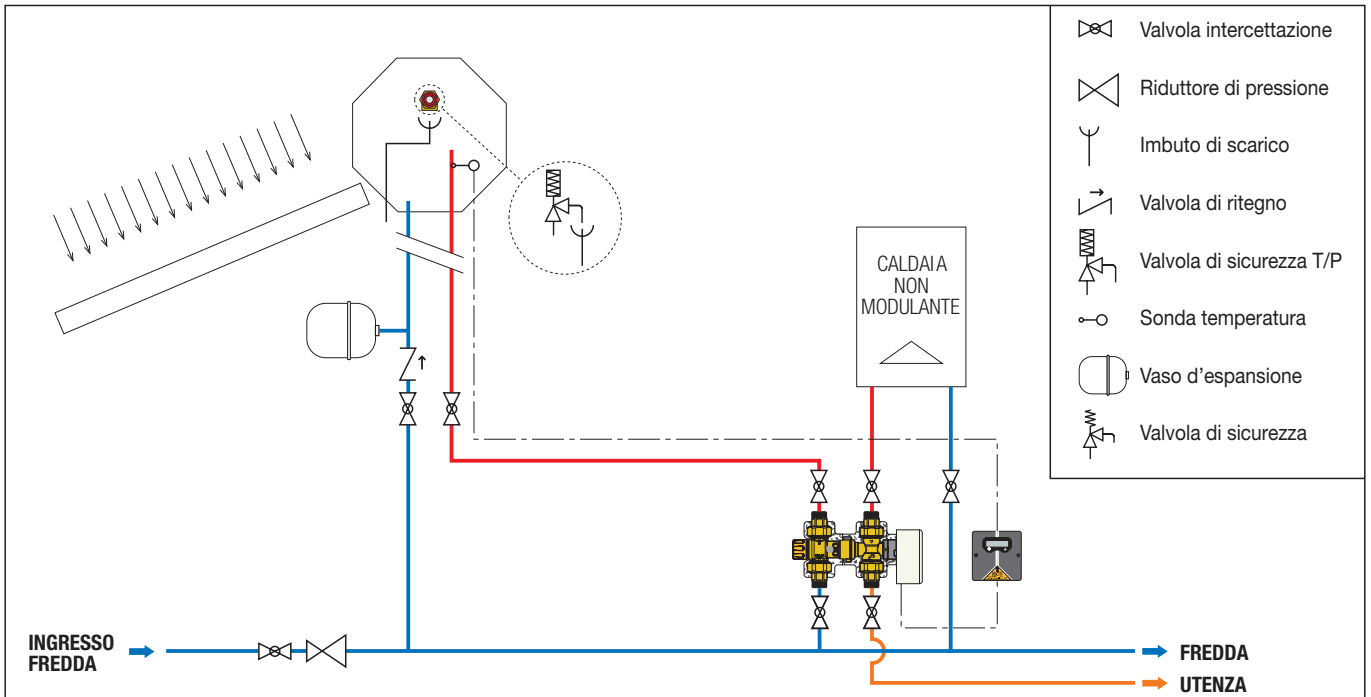 Valvola intercettazione
Riduttore di pressione
Imbuto di scarico
Valvola di ritegno
Valvola di sicurezza T/P
Sonda temperatura
Vaso d'espansione
Valvola di sicurezza
CALDAIA
NON
MODULANTE
INGRESSO
FREDDA
FREDDA
UTENZA